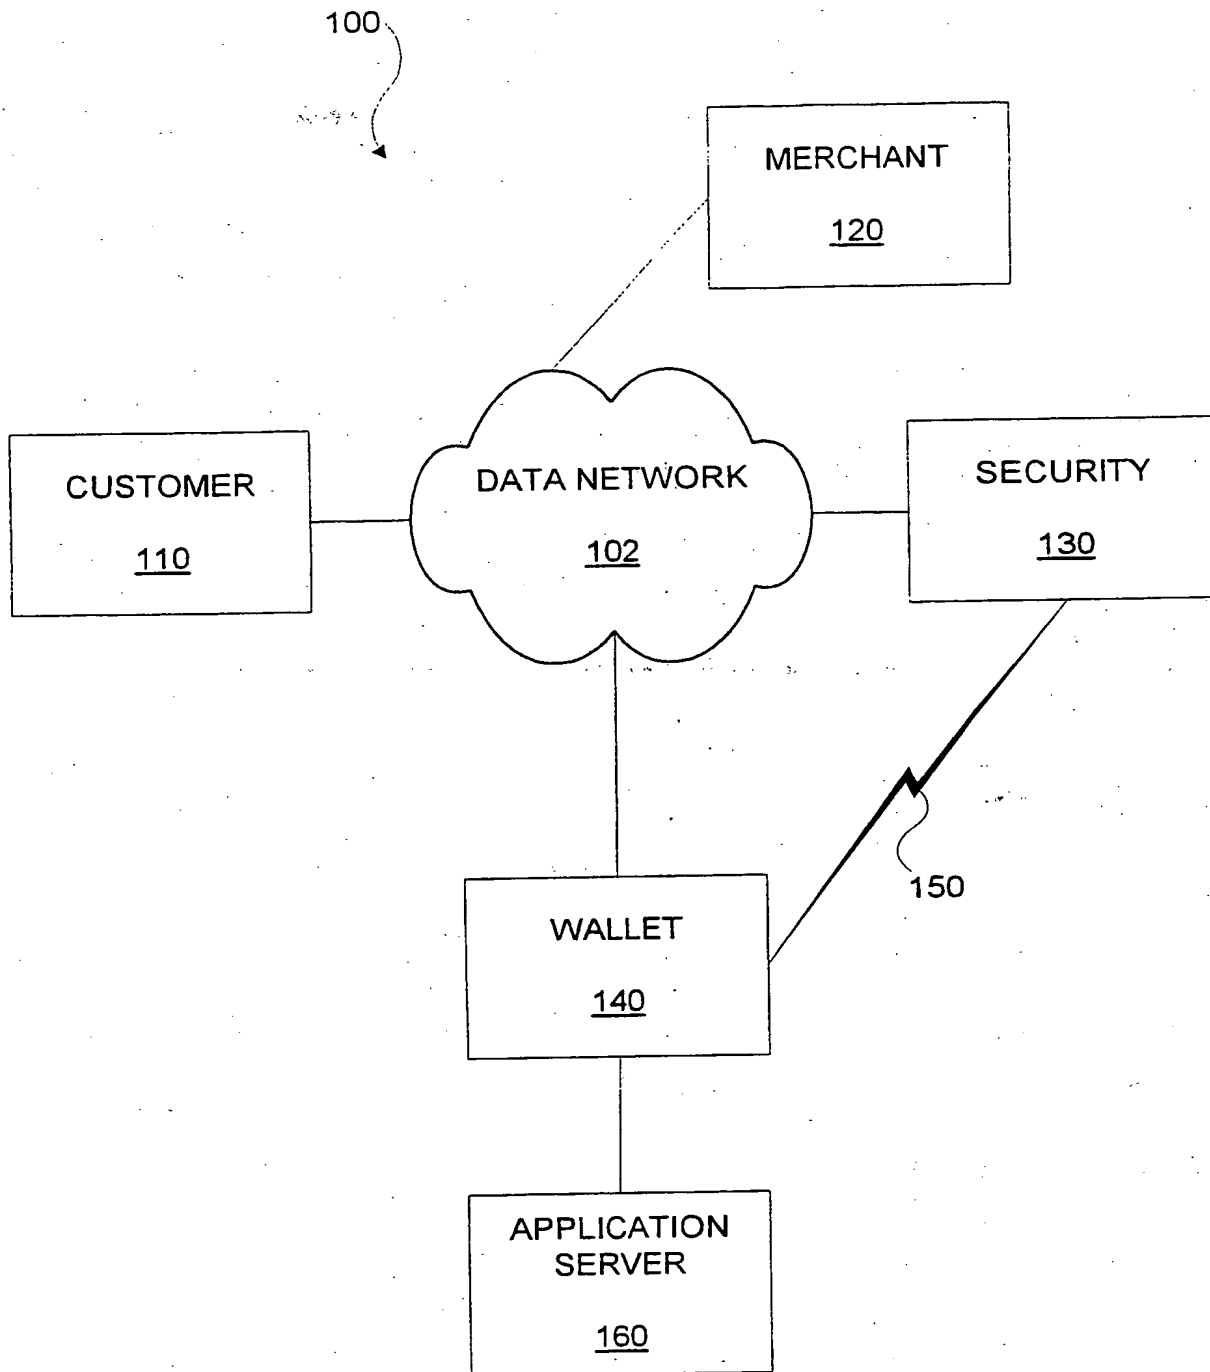 100
MERCHANT
120
CUSTOMER
110
DATA NETWORK
102
SECURITY
130
150
WALLET
140
APPLICATION
SERVER
160